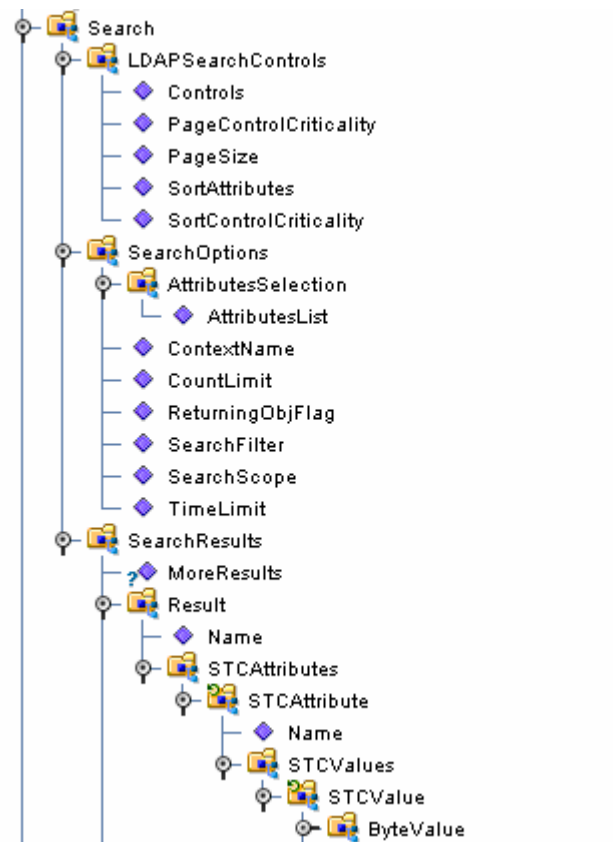 Search
LDAPSearchControls
Controls
PageControlCriticality
PageSize
SortAttributes
SortControlCriticality
SearchOptions
AttributesSelection
AttributesList
ContextName
CountLimit
ReturningObjFlag
SearchFilter
SearchScope
TimeLimit
SearchResults
?MoreResults
Result
Name
STCAttributes
STCAttribute
Name
STCValues
STCValue
ByteValue